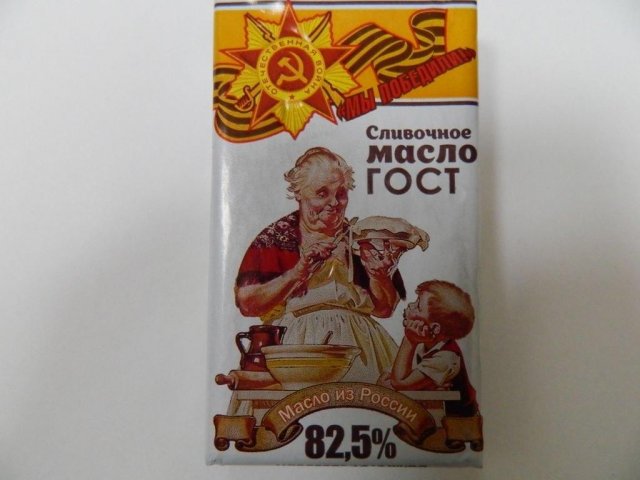 ОТЕЧЕСТВЕННАЯ ВОЙНА
МЫ ПОБЕДИЛИ!
Сливочное
масло
ГОСТ
Масло из России
82,5%